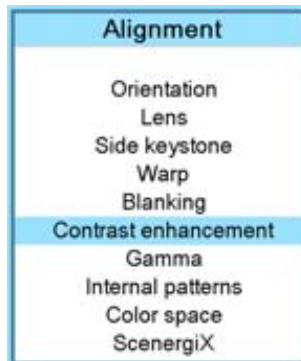 Alignment
Orientation
Lens
Side keystone
Warp
Blanking
Contrast enhancement
Gamma
Internal patterns
Color space
ScenergiX